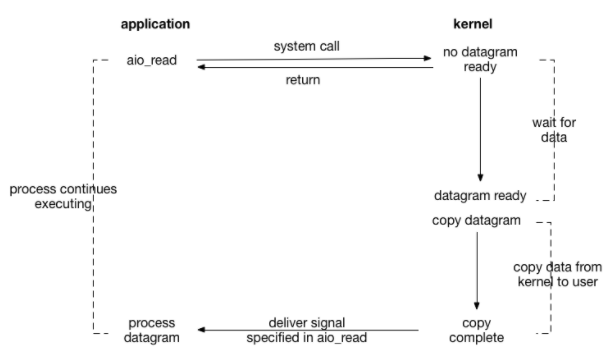 application
kernel
aio_read
system call
no datagram
ready
return
wait for
data
process continues
executing
datagram ready
copy datagram
copy data from
kernel to user
process
datagram
deliver signal
specified in aio_read
copy
complete